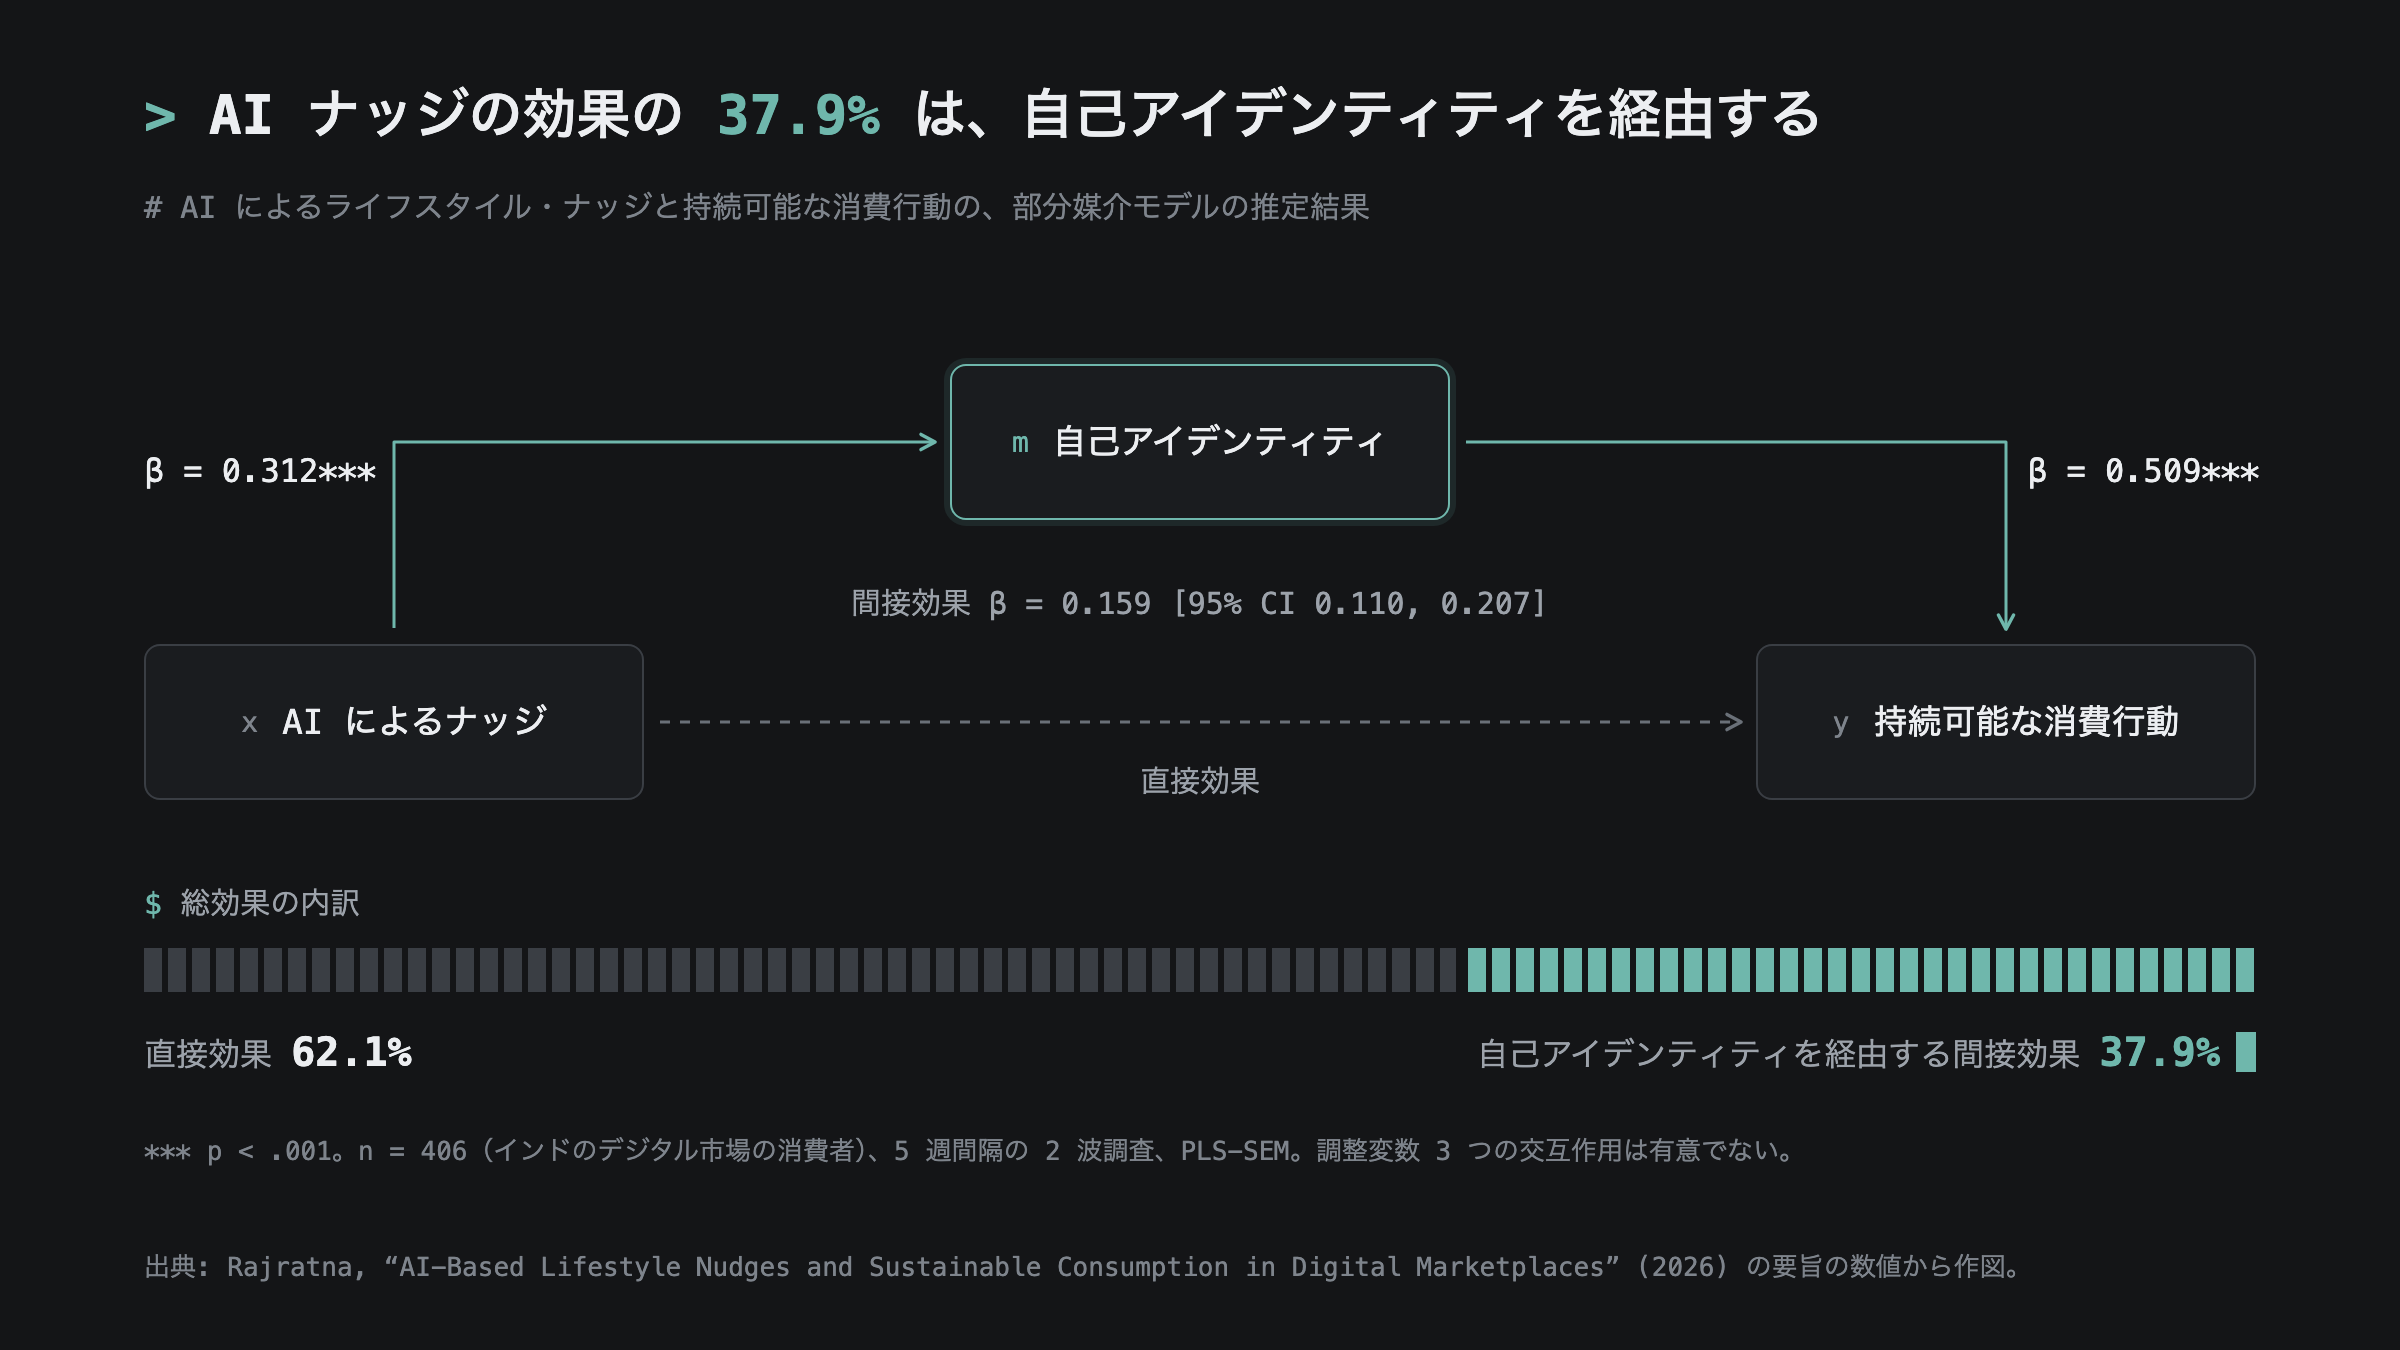 > AI ナッジの効果の 37.9% は、自己アイデンティティを経由する
# AI によるライフスタイル・ナッジと持続可能な消費行動の、部分媒介モデルの推定結果
m 自己アイデンティティ
β = 0.312***
β = 0.509***
間接効果 β = 0.159 [95% CI 0.110, 0.207]
x AI によるナッジ
y 持続可能な消費行動
直接効果
$ 総効果の内訳
直接効果 62.1%
自己アイデンティティを経由する間接効果 37.9%
*** p < .001。n = 406（インドのデジタル市場の消費者）、5 週間隔の 2 波調査、PLS-SEM。調整変数 3 つの交互作用は有意でない。
出典: Rajratna, “AI-Based Lifestyle Nudges and Sustainable Consumption in Digital Marketplaces” (2026) の要旨の数値から作図。